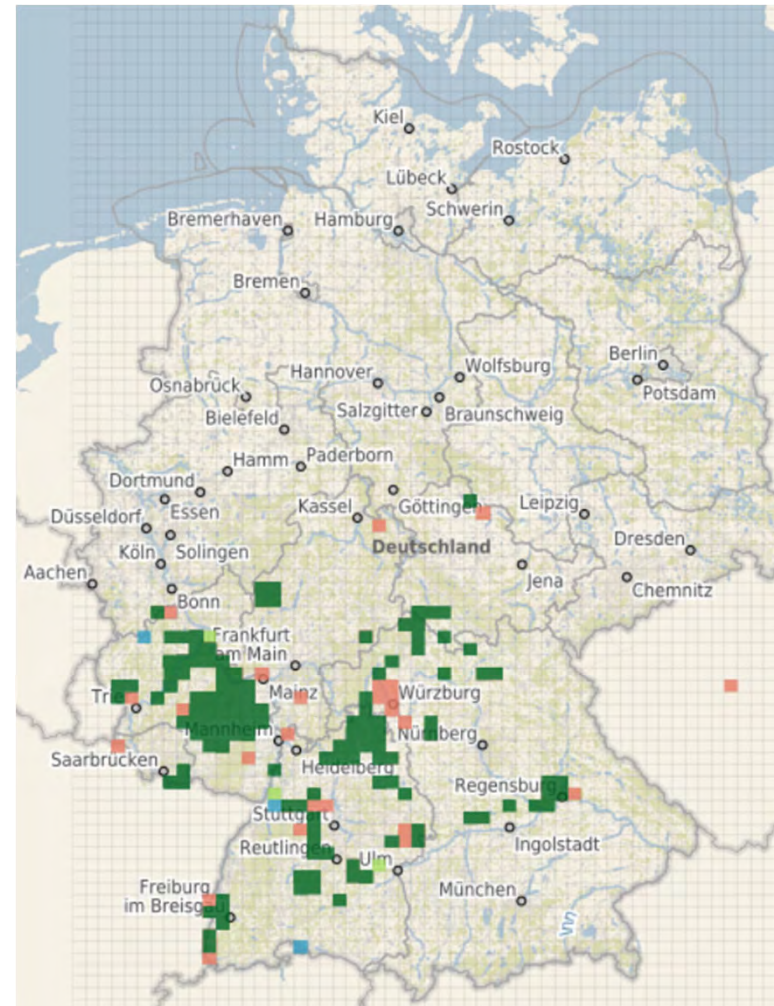 Kiel
Rostock
Lübeck
Schwerin
Bremerhaven
Hamburg
Bremen
Berlin
Potsdam
Hannover
Wolfsburg
Osnabrück
Salzgitter
Braunschweig
Bielefeld
Hamm
Paderborn
Dortmund
Essen
Kassel
Göttingen
Leipzig
Düsseldorf
Solingen
Deutschland
Dresden
Köln
Aachen
Jena
Chemnitz
Bonn
Frankfurt
am Main
Mainz
Würzburg
Mannheim
Nürnberg
Saarbrücken
Heidelberg
Regensburg
Stuttgart
Ingolstadt
Reutlingen
Ulm
Freiburg
im Breisgau
München